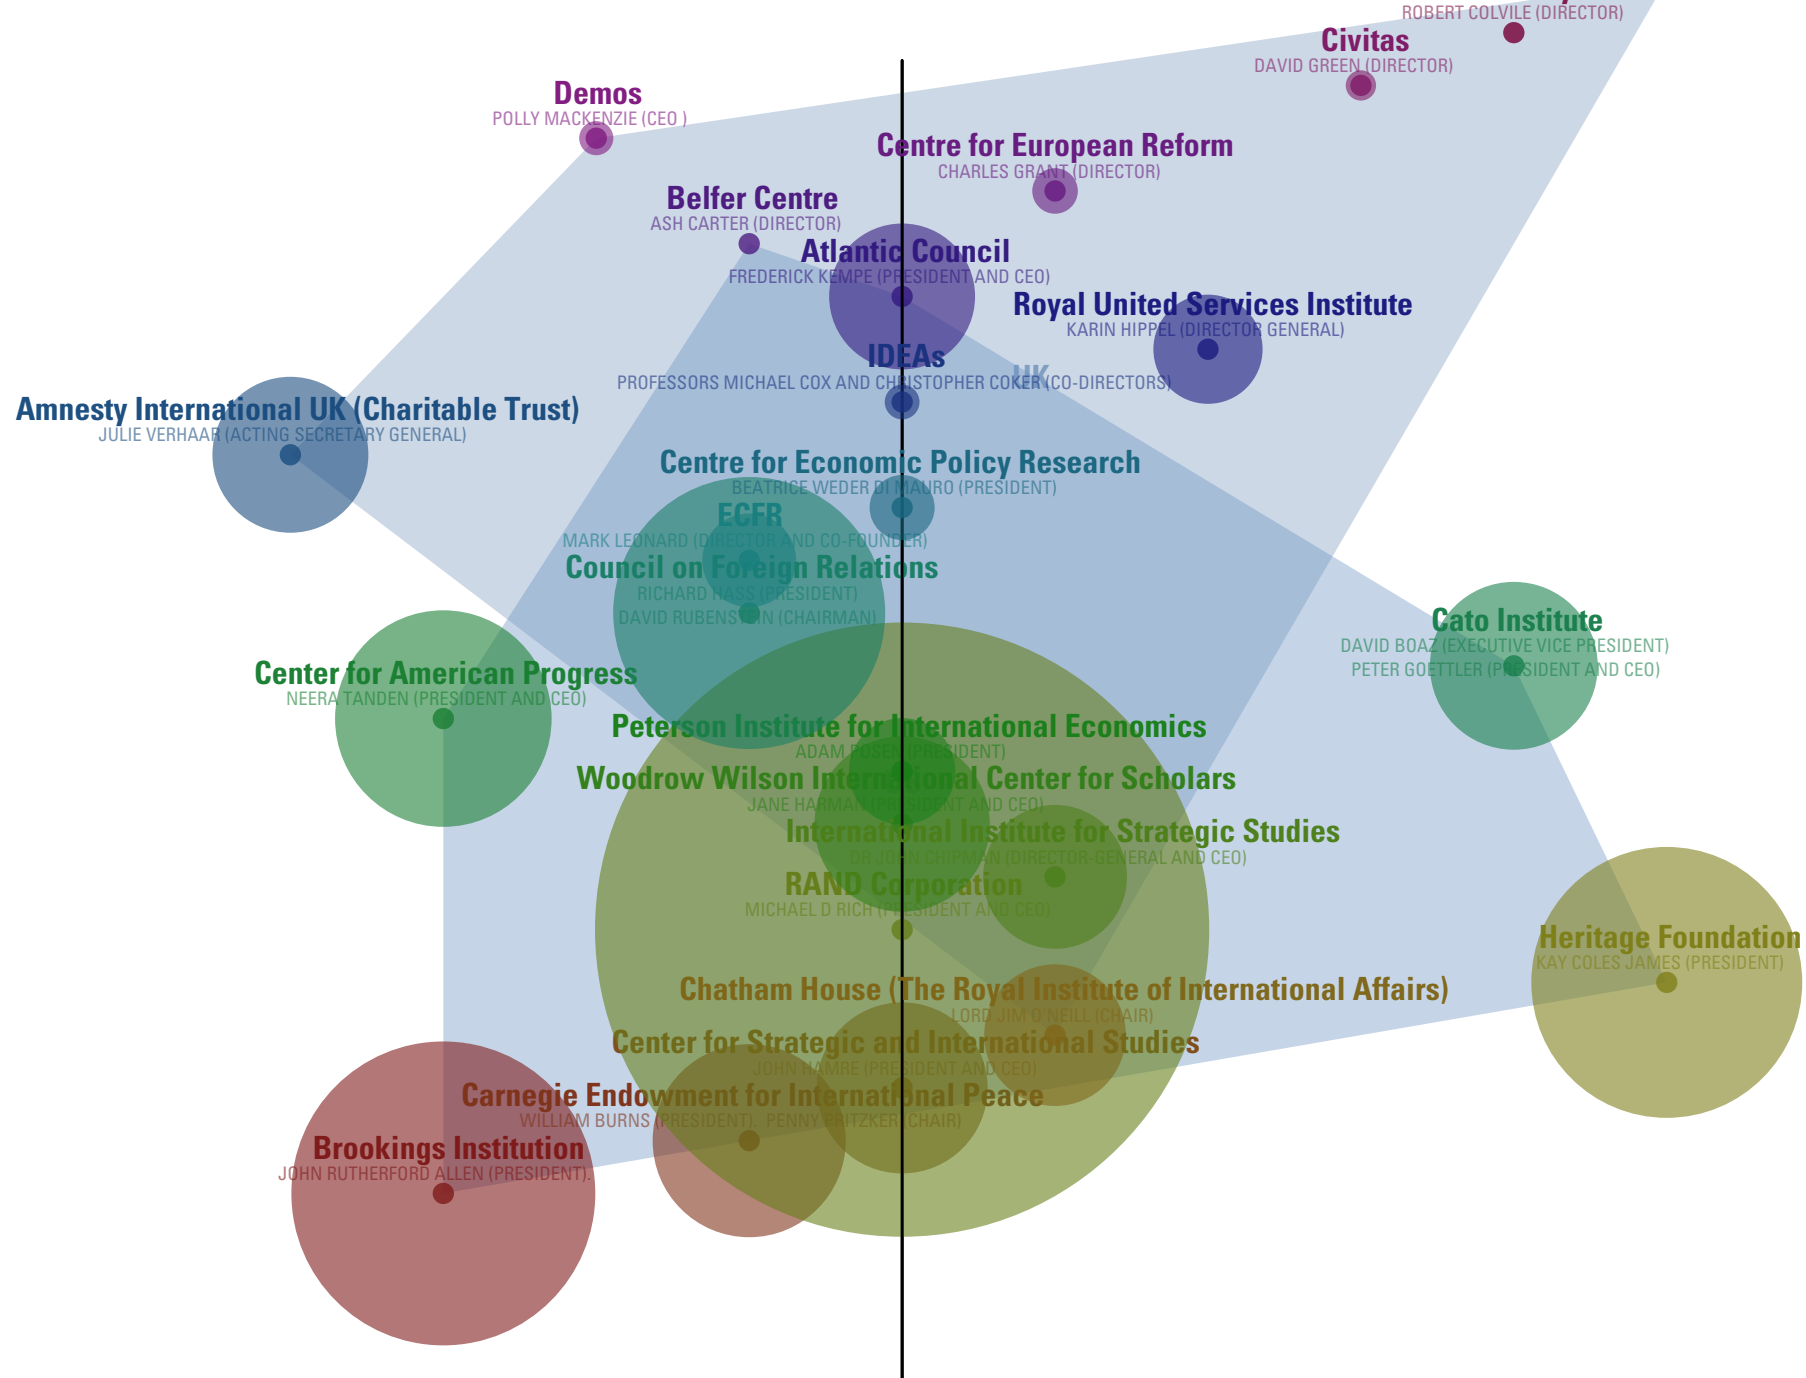 ROBERT COLVILE (DIRECTOR)
Civitas
DAVID GREEN (DIRECTOR)
Demos
POLLY MACKENZIE (CEO )
Centre for European Reform
CHARLES GRANT (DIRECTOR)
Belfer Centre
ASH CARTER (DIRECTOR)
Atlantic Council
FREDERICK KEMPE (PRESIDENT AND CEO)
Royal United Services Institute
KARIN HIPPEL (DIRECTOR GENERAL)
IDEAs
UK
PROFESSORS MICHAEL COX AND CHRISTOPHER COKER (CO-DIRECTORS)
Amnesty International UK (Charitable Trust)
JULIE VERHAAR (ACTING SECRETARY GENERAL)
Centre for Economic Policy Research
BEATRICE WEDER DI MAURO (PRESIDENT)
ECFR
MARK LEONARD (DIRECTOR AND CO-FOUNDER)
Council on Foreign Relations
RICHARD HASS (PRESIDENT)
DAVID RUBENSTEIN (CHAIRMAN)
Cato Institute
DAVID BOAZ (EXECUTIVE VICE PRESIDENT)
PETER GOETTLER (PRESIDENT AND CEO)
Center for American Progress
NEERA TANDEN (PRESIDENT AND CEO)
Peterson Institute for International Economics
ADAM POSEN (PRESIDENT)
Woodrow Wilson International Center for Scholars
JANE HARMAN (PRESIDENT AND CEO)
International Institute for Strategic Studies
DR JOHN CHIPMAN (DIRECTOR-GENERAL AND CEO)
RAND Corporation
MICHAEL D RICH (PRESIDENT AND CEO)
Heritage Foundation
KAY COLES JAMES (PRESIDENT)
Chatham House (The Royal Institute of International Affairs)
LORD JIM O'NEILL (CHAIR)
Center for Strategic and International Studies
JOHN HAMRE (PRESIDENT AND CEO)
Carnegie Endowment for International Peace
WILLIAM BURNS (PRESIDENT). PENNY PRITZKER (CHAIR)
Brookings Institution
JOHN RUTHERFORD ALLEN (PRESIDENT).